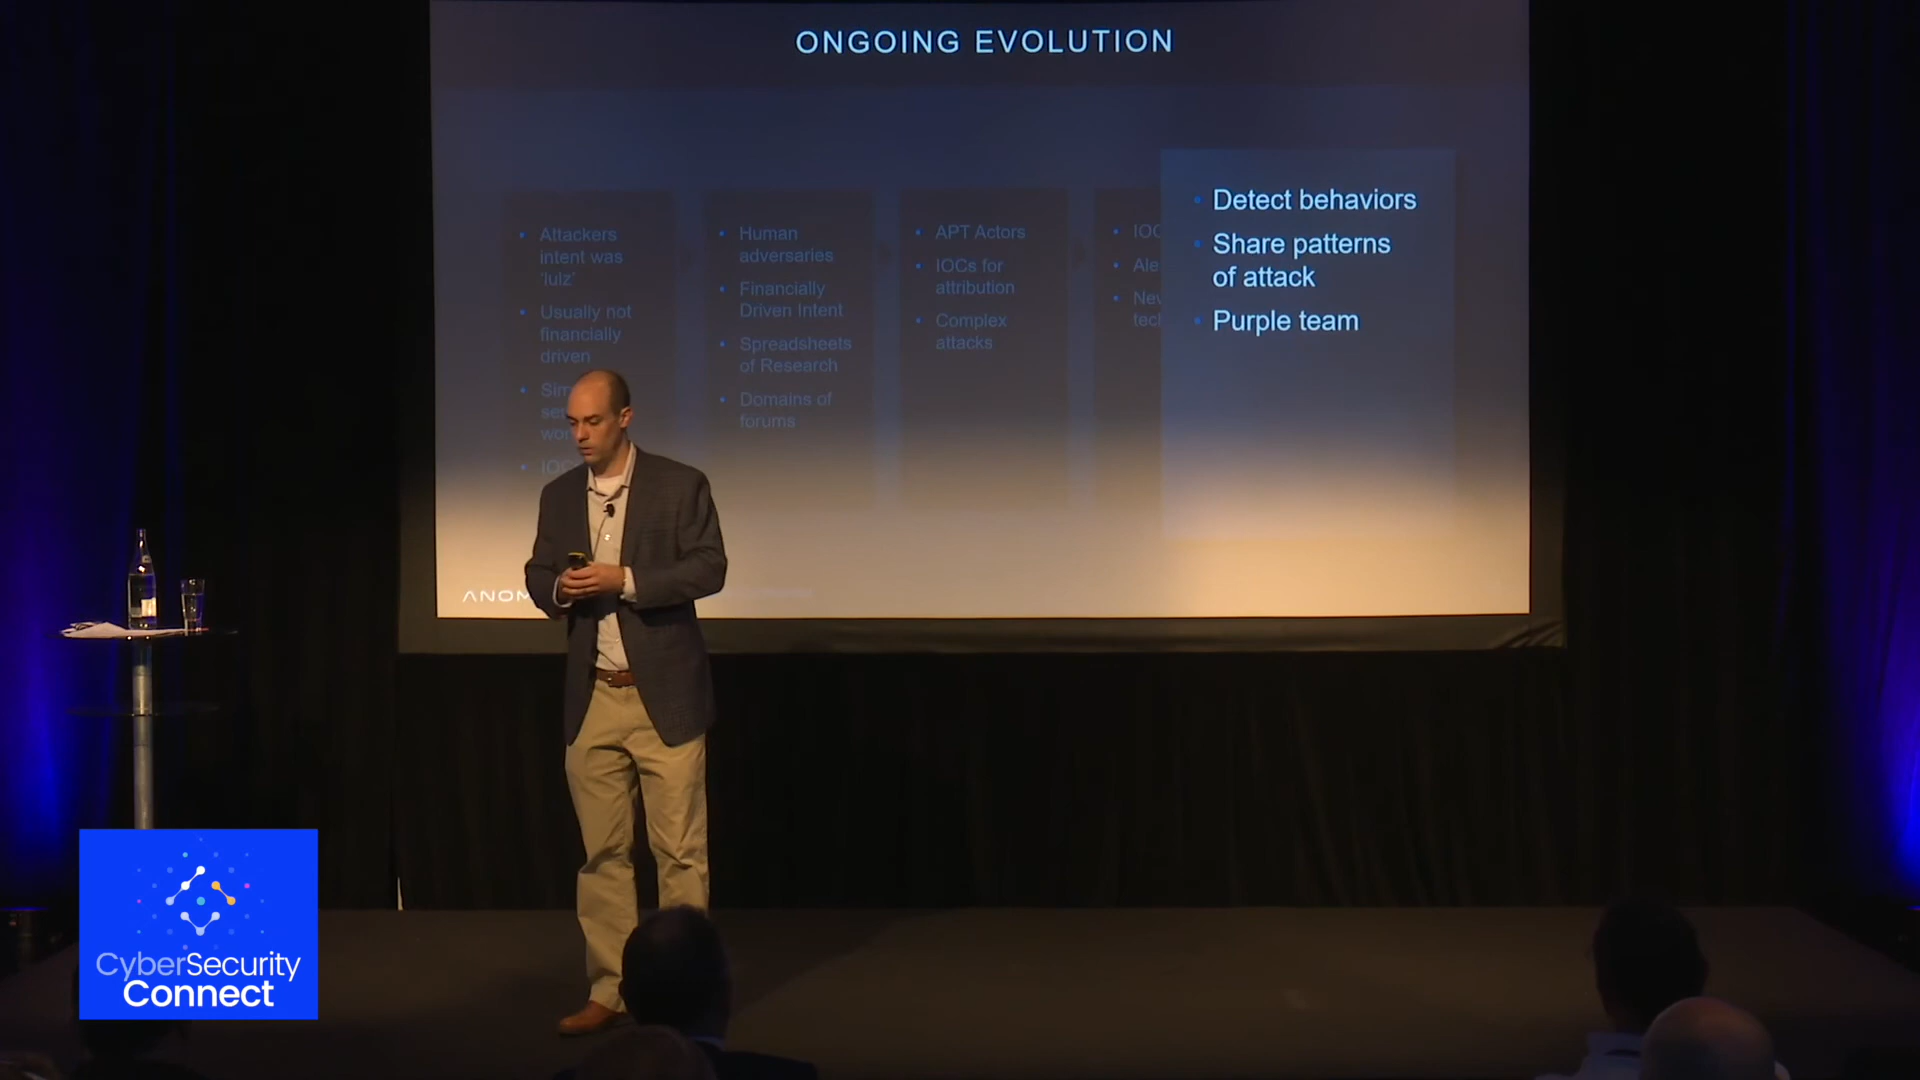 ONGOING EVOLUTION
• Attackers
intent was
'lulz'
• Usually not
financially
driven
• Human
adversaries
• Financially
Driven Intent
• Spreadsheets
of Research
• Domains of
forums
• APT Actors
• IOCs for
attribution
• Complex
attacks
• Detect behaviors
• Share patterns
of attack
• Purple team
CyberSecurity
Connect